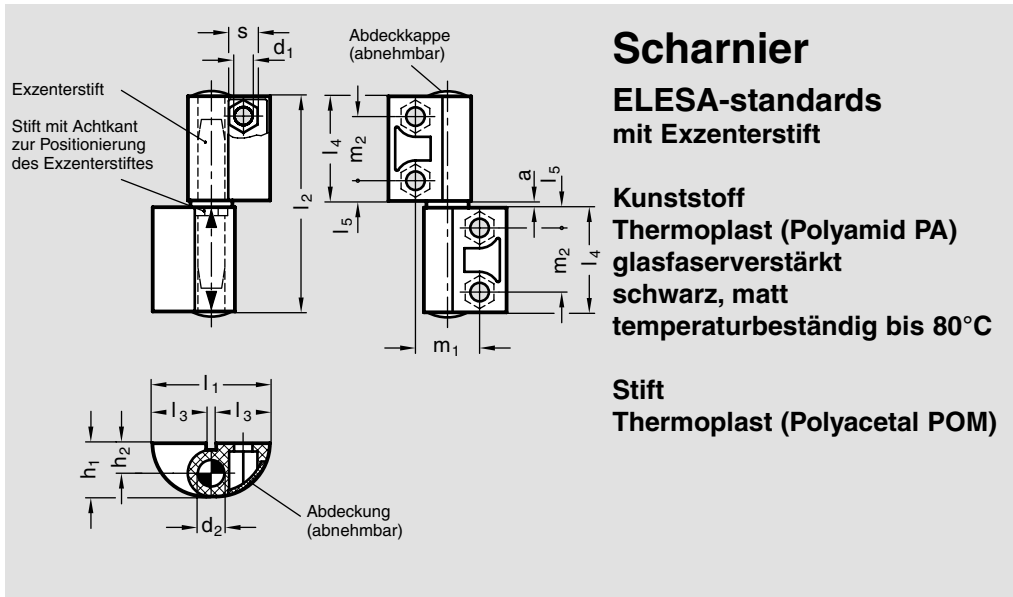 Scharnier
ELESA-standards
mit Exzenterstift
Kunststoff
Thermoplast (Polyamid PA)
glasfaserverstärkt
schwarz, matt
temperaturbeständig bis 80°C
Stift
Thermoplast (Polyacetal POM)
s
d1
Exzenterstift
Stift mit Achtkant
zur Positionierung
des Exzenterstiftes
l2
Abdeckkappe
(abnehmbar)
l4
m2
l5
a
l5
m2
l4
m1
l1
l3
l3
h1
h2
d2
Abdeckung
(abnehmbar)